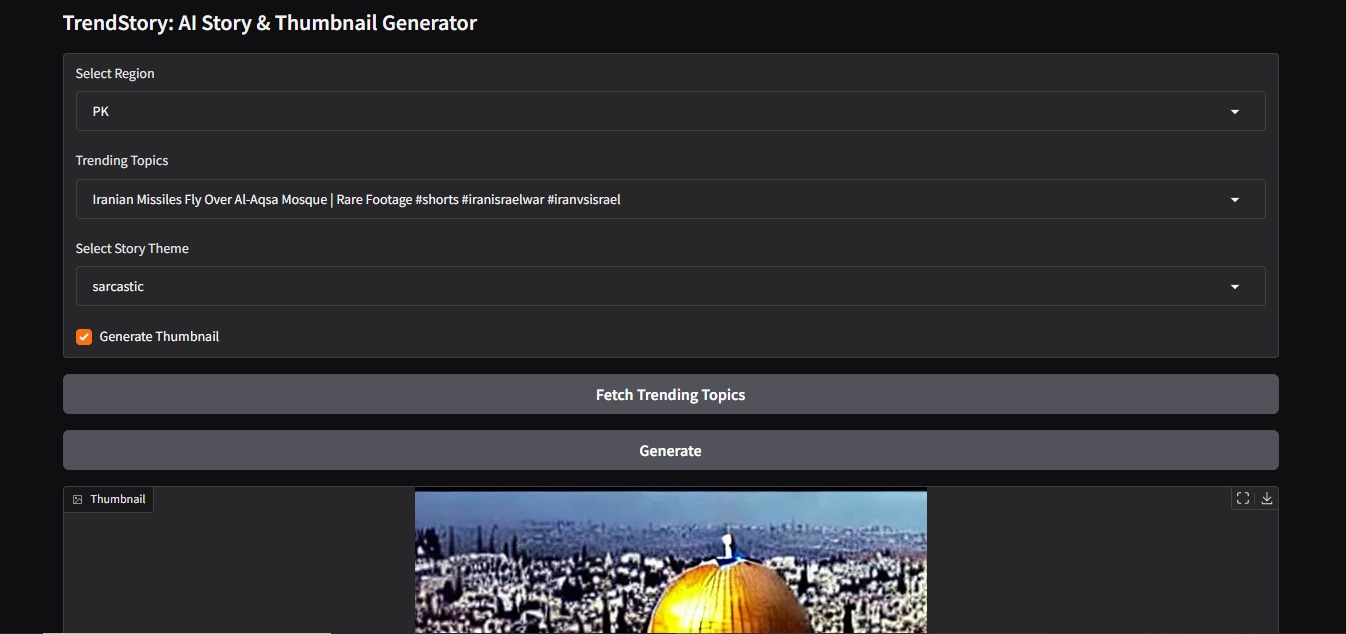 TrendStory: AI Story & Thumbnail Generator
Select Region
PK
Trending Topics
Iranian Missiles Fly Over Al-Aqsa Mosque | Rare Footage #shorts #iranisraelwar #iranvsisrael
Select Story Theme
sarcastic
Generate Thumbnail
Fetch Trending Topics
Generate
Thumbnail